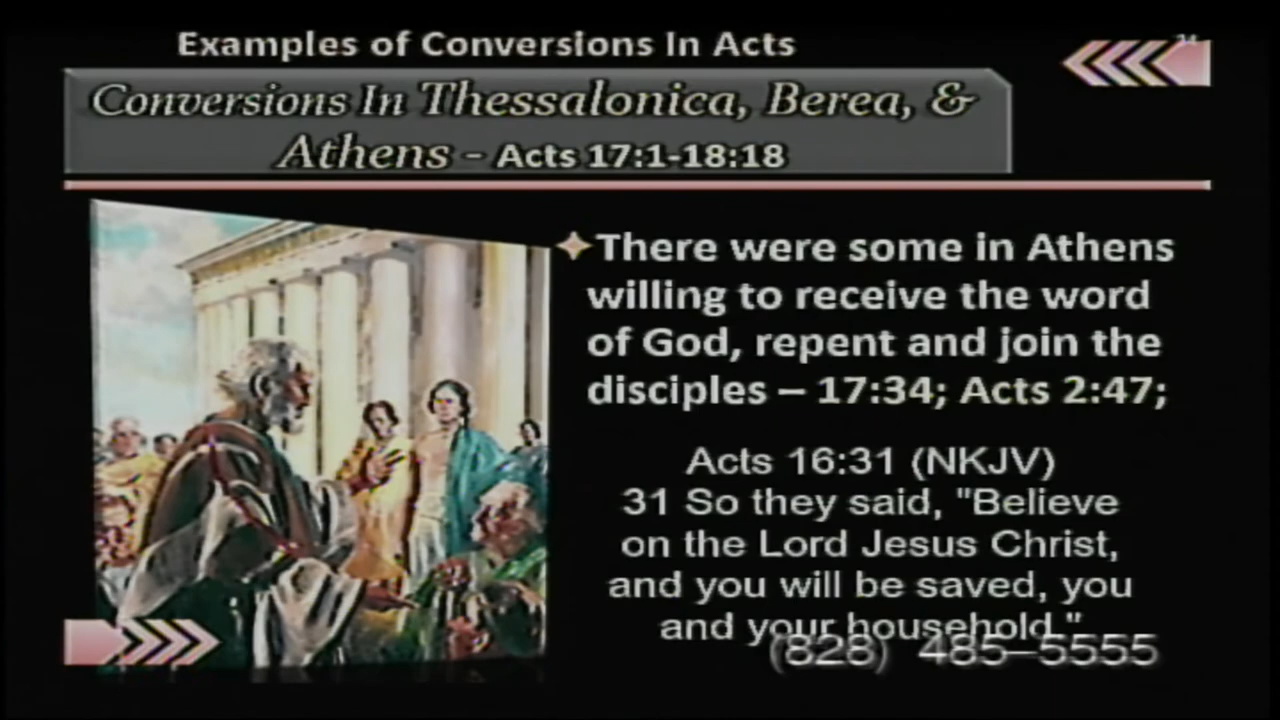 Examples of Conversions In Acts
34
Conversions In Thessalonica, Berea, &
Athens – Acts 17:1-18:18
There were some in Athens
willing to receive the word
of God, repent and join the
disciples – 17:34; Acts 2:47;
Acts 16:31 (NKJV)
31 So they said, "Believe
on the Lord Jesus Christ,
and you will be saved, you
and your household."
(828) 485–5555